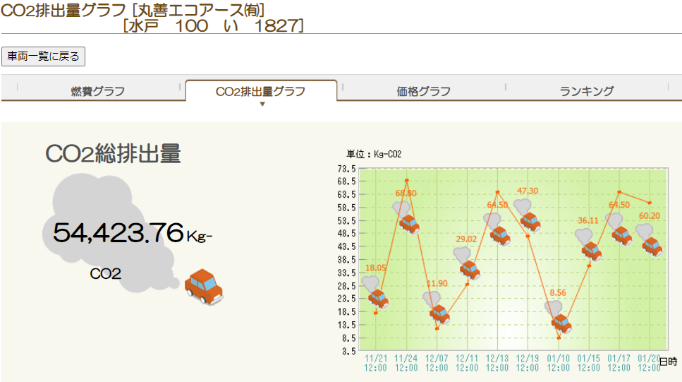 CO2排出量グラフ [丸善エコアース㈲]
[水戸　100　い　1827]
車両一覧に戻る
燃費グラフ
CO2排出量グラフ
価格グラフ
ランキング
CO2総排出量
54,423.76 Kg-
CO2
単位：Kg-CO2
73.5
68.5
63.5
58.5
53.5
48.5
43.5
38.5
33.5
28.5
23.5
18.5
13.5
8.5
3.5
18.05
68.80
11.90
29.02
64.50
47.30
8.56
36.11
64.50
60.20
11/21 11/24 12/07 12/11 12/13 12/19 01/10 01/15 01/17 01/20
12:00 12:00 12:00 12:00 12:00 12:00 12:00 12:00 12:00 12:00
日時